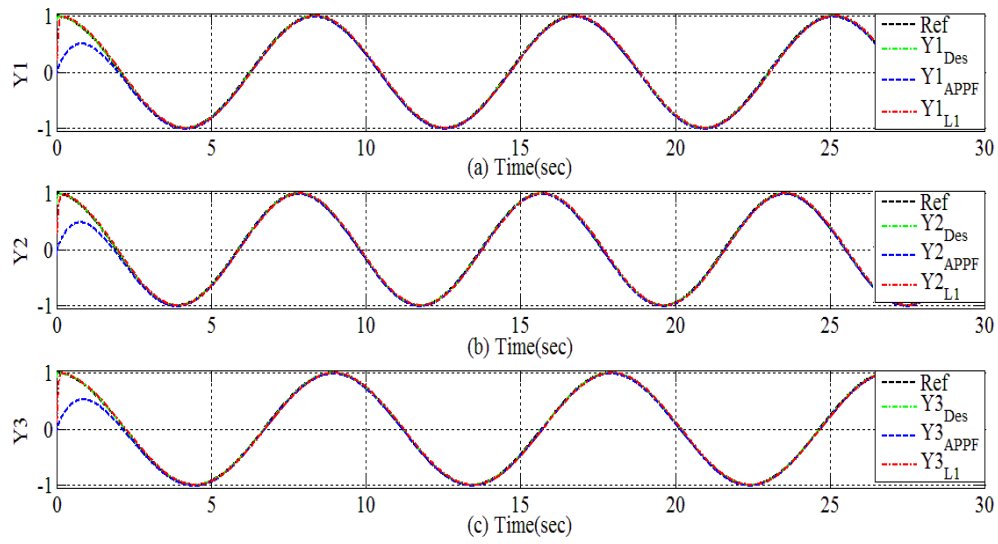 Y1
1
0
-1
Ref
Y1Des
Y1APPF
Y1L1
0 5 10 15 20 25 30
(a) Time(sec)
Y2
1
0
-1
Ref
Y2Des
Y2APPF
Y2L1
0 5 10 15 20 25 30
(b) Time(sec)
Y3
1
0
-1
Ref
Y3Des
Y3APPF
Y3L1
0 5 10 15 20 25 30
(c) Time(sec)